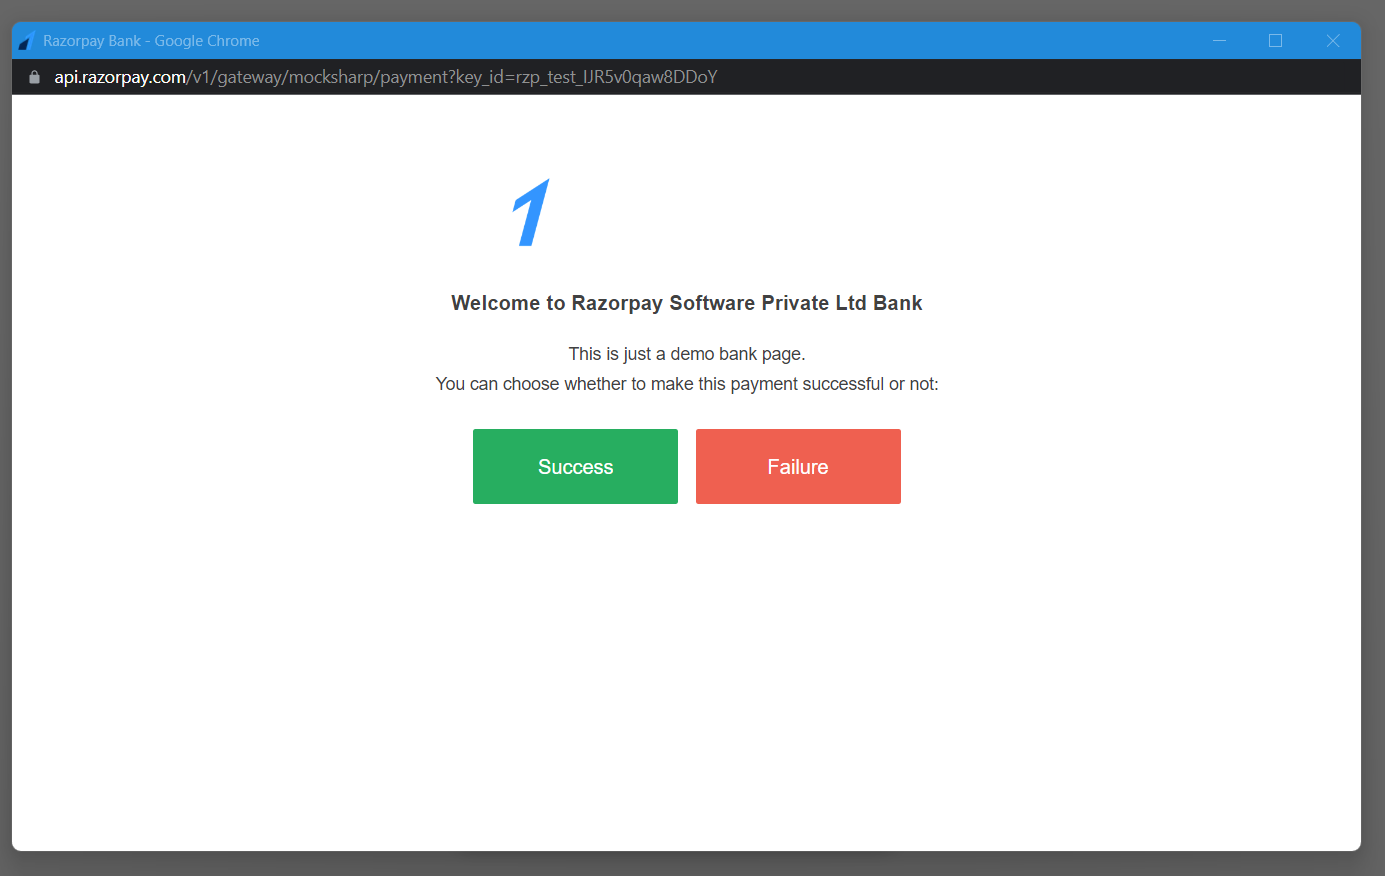 Razorpay Bank - Google Chrome
api.razorpay.com/v1/gateway/mocksharp/payment?key_id=rzp_test_IJR5v0qaw8DDoY
Welcome to Razorpay Software Private Ltd Bank
This is just a demo bank page.
You can choose whether to make this payment successful or not:
Success Failure